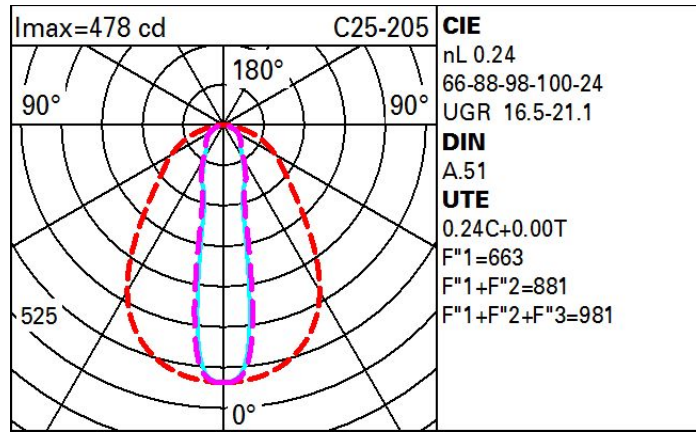 Imax=478 cd C25-205
180°
90° 90°
525
0°
CIE
nL 0.24
66-88-98-100-24
UGR 16.5-21.1
DIN
A.51
UTE
0.24C+0.00T
F"1=663
F"1+F"2=881
F"1+F"2+F"3=981